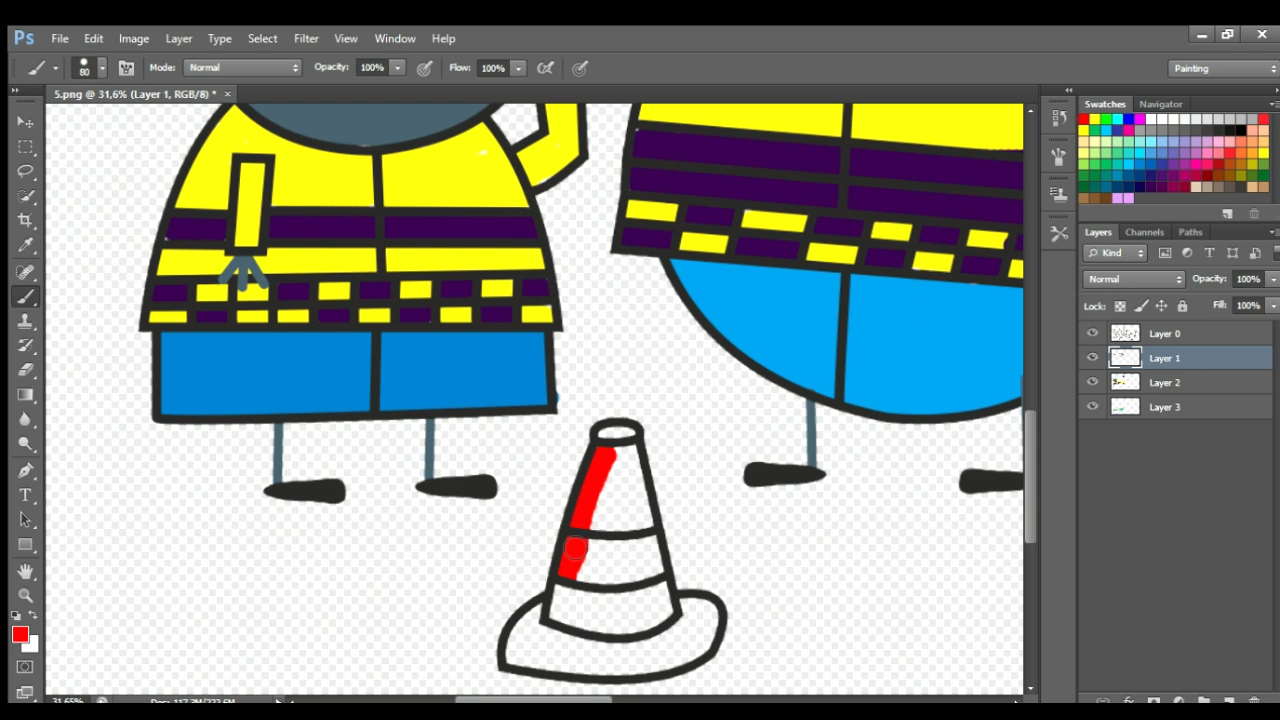 Ps File Edit Image Layer Type Select Filter View Window Help
80 Mode: Normal Opacity: 100% Flow: 100% Painting
5.png @ 31,6% (Layer 1, RGB/8) * ×
Swatches Navigator
Layers Channels Paths
Kind
Normal Opacity: 100%
Lock: Fill: 100%
Layer 0
Layer 1
Layer 2
Layer 3
31,65%